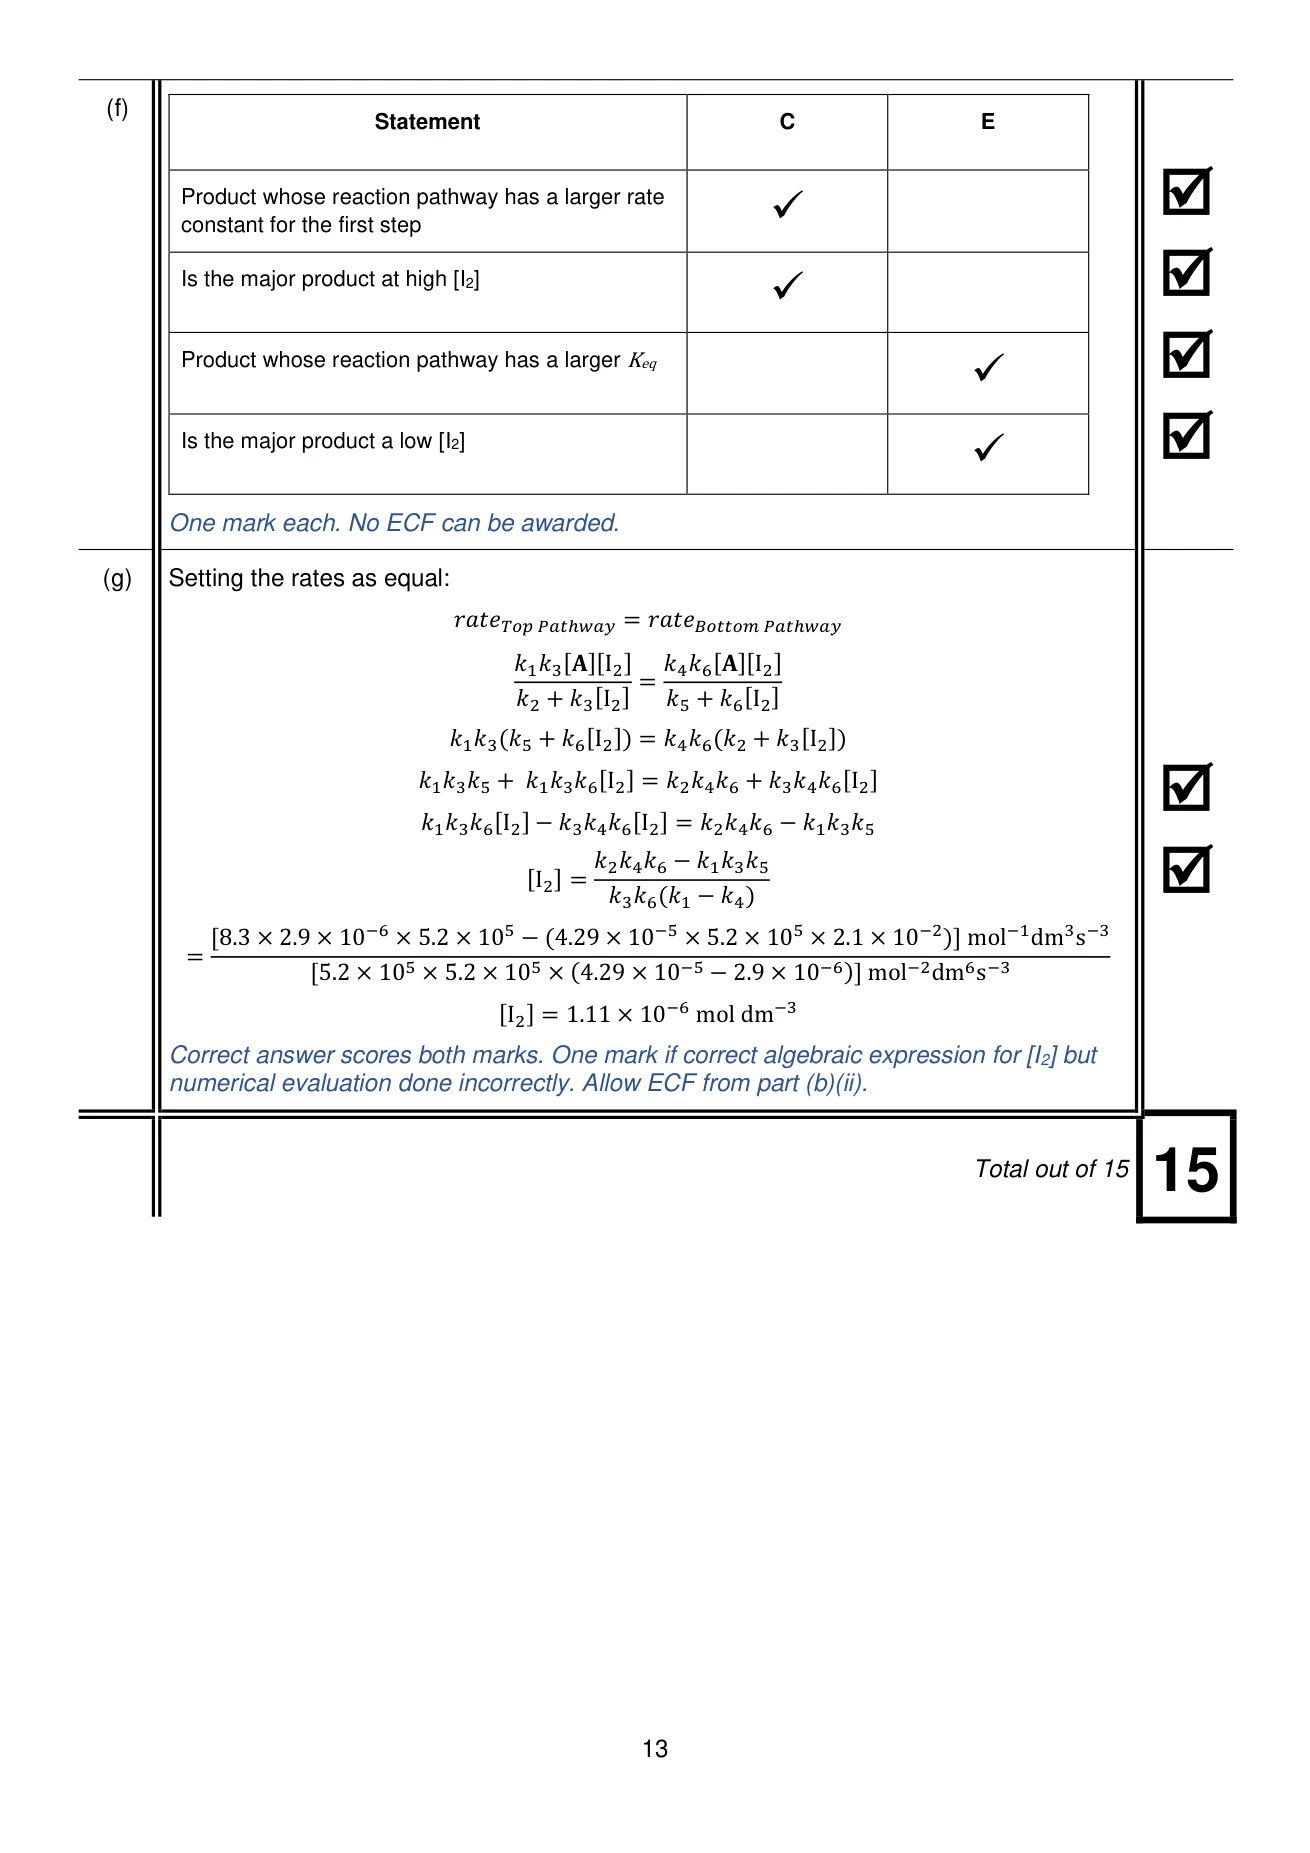 (f)
Statement C E
Product whose reaction pathway has a larger rate
constant for the first step ✓
Is the major product at high [I₂] ✓
Product whose reaction pathway has a larger Kₑq ✓
Is the major product a low [I₂] ✓
One mark each. No ECF can be awarded.
(g) Setting the rates as equal:
rate_Top Pathway = rate_Bottom Pathway
k₁k₃[A][I₂] / (k₂ + k₃[I₂]) = k₄k₆[A][I₂] / (k₅ + k₆[I₂])
k₁k₃(k₅ + k₆[I₂]) = k₄k₆(k₂ + k₃[I₂])
k₁k₃k₅ + k₁k₃k₆[I₂] = k₂k₄k₆ + k₃k₄k₆[I₂]
k₁k₃k₆[I₂] − k₃k₄k₆[I₂] = k₂k₄k₆ − k₁k₃k₅
[I₂] = (k₂k₄k₆ − k₁k₃k₅) / (k₃k₆(k₁ − k₄))
= [8.3 × 2.9 × 10⁻⁶ × 5.2 × 10⁵ − (4.29 × 10⁻⁵ × 5.2 × 10⁵ × 2.1 × 10⁻²)] mol⁻¹dm³s⁻³ / [5.2 × 10⁵ × 5.2 × 10⁵ × (4.29 × 10⁻⁵ − 2.9 × 10⁻⁶)] mol⁻²dm⁶s⁻³
[I₂] = 1.11 × 10⁻⁶ mol dm⁻³
Correct answer scores both marks. One mark if correct algebraic expression for [I₂] but
numerical evaluation done incorrectly. Allow ECF from part (b)(ii).
Total out of 15 15
13